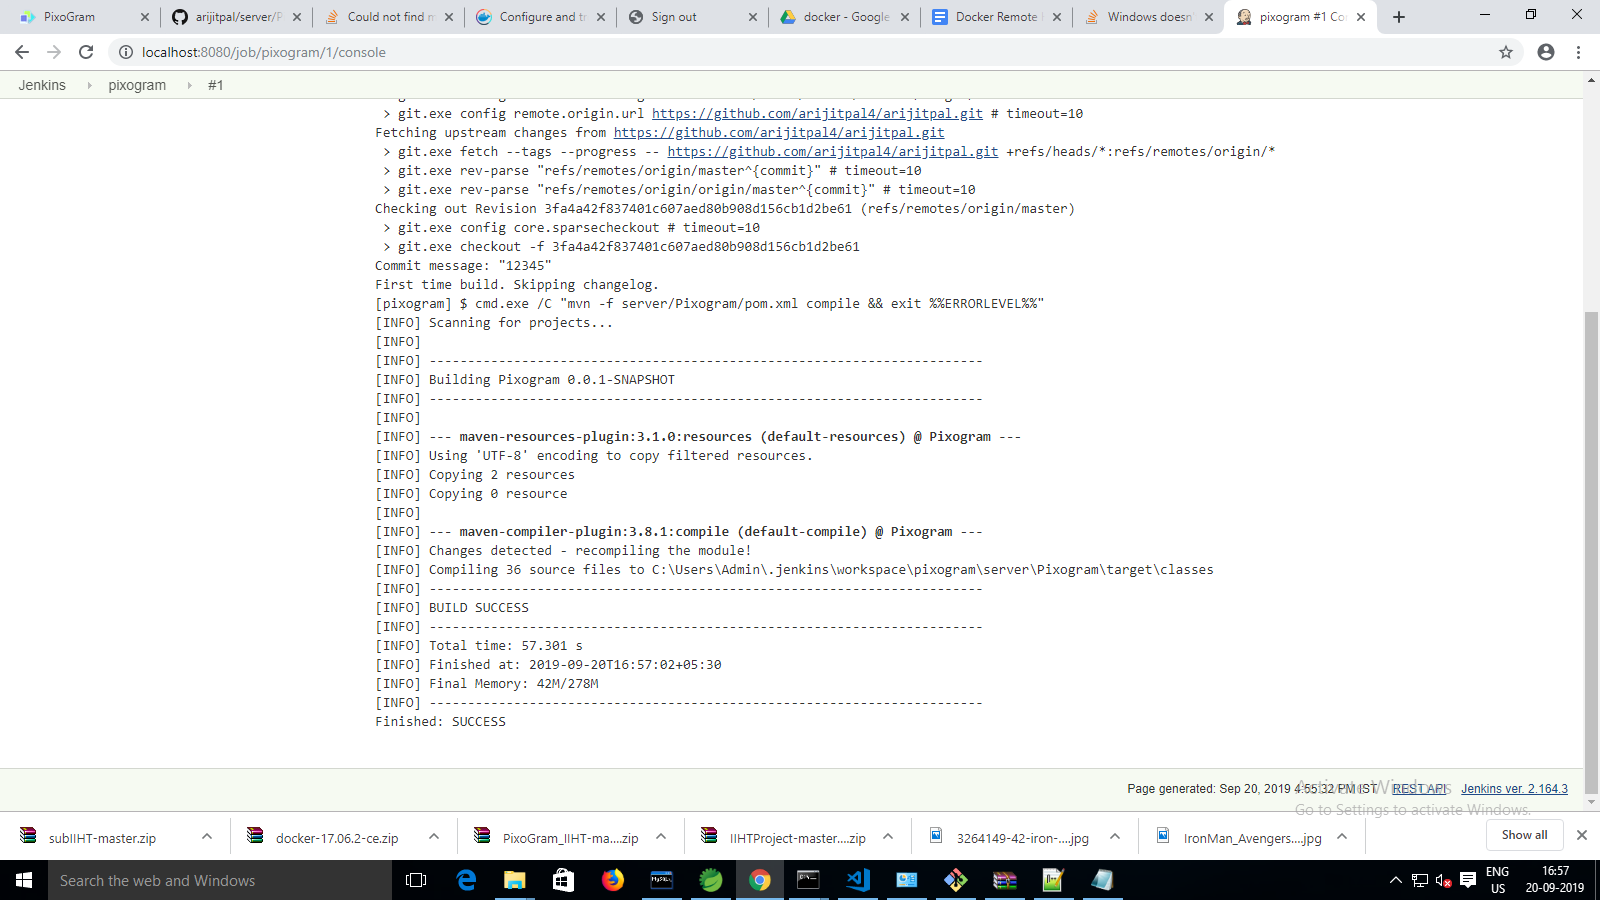 PixoGram
arijitpal/server/P
Could not find m
Configure and tr
Sign out
docker - Google
Docker Remote
Windows doesn'
pixogram #1 Co
localhost:8080/job/pixogram/1/console
Jenkins
pixogram
#1
> git.exe config remote.origin.url https://github.com/arijitpal4/arijitpal.git # timeout=10
Fetching upstream changes from https://github.com/arijitpal4/arijitpal.git
> git.exe fetch --tags --progress -- https://github.com/arijitpal4/arijitpal.git +refs/heads/*:refs/remotes/origin/*
> git.exe rev-parse "refs/remotes/origin/master^{commit}" # timeout=10
> git.exe rev-parse "refs/remotes/origin/origin/master^{commit}" # timeout=10
Checking out Revision 3fa4a42f837401c607aed80b908d156cb1d2be61 (refs/remotes/origin/master)
> git.exe config core.sparsecheckout # timeout=10
> git.exe checkout -f 3fa4a42f837401c607aed80b908d156cb1d2be61
Commit message: "12345"
First time build. Skipping changelog.
[pixogram] $ cmd.exe /C "mvn -f server/Pixogram/pom.xml compile && exit %%ERRORLEVEL%%"
[INFO] Scanning for projects...
[INFO]
[INFO] ------------------------------------------------------------------------
[INFO] Building Pixogram 0.0.1-SNAPSHOT
[INFO] ------------------------------------------------------------------------
[INFO]
[INFO] --- maven-resources-plugin:3.1.0:resources (default-resources) @ Pixogram ---
[INFO] Using 'UTF-8' encoding to copy filtered resources.
[INFO] Copying 2 resources
[INFO] Copying 0 resource
[INFO]
[INFO] --- maven-compiler-plugin:3.8.1:compile (default-compile) @ Pixogram ---
[INFO] Changes detected - recompiling the module!
[INFO] Compiling 36 source files to C:\Users\Admin\.jenkins\workspace\pixogram\server\Pixogram\target\classes
[INFO] ------------------------------------------------------------------------
[INFO] BUILD SUCCESS
[INFO] ------------------------------------------------------------------------
[INFO] Total time: 57.301 s
[INFO] Finished at: 2019-09-20T16:57:02+05:30
[INFO] Final Memory: 42M/278M
[INFO] ------------------------------------------------------------------------
Finished: SUCCESS
Page generated: Sep 20, 2019 4:55:32 PM IST
REST API
Jenkins ver. 2.164.3
Activate Windows
Go to Settings to activate Windows.
subIIHT-master.zip
docker-17.06.2-ce.zip
PixoGram_IIHT-ma....zip
IIHTProject-master....zip
3264149-42-iron-....jpg
IronMan_Avengers....jpg
Show all
Search the web and Windows
ENG
US
16:57
20-09-2019